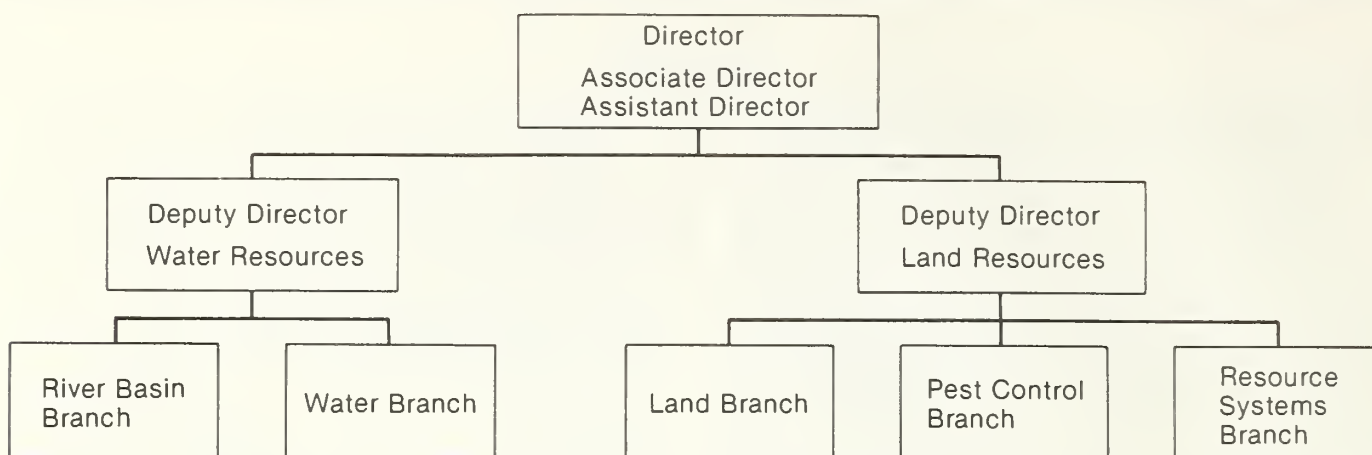 Director
Associate Director
Assistant Director
Deputy Director
Water Resources
Deputy Director
Land Resources
River Basin
Branch
Water Branch
Land Branch
Pest Control
Branch
Resource
Systems
Branch